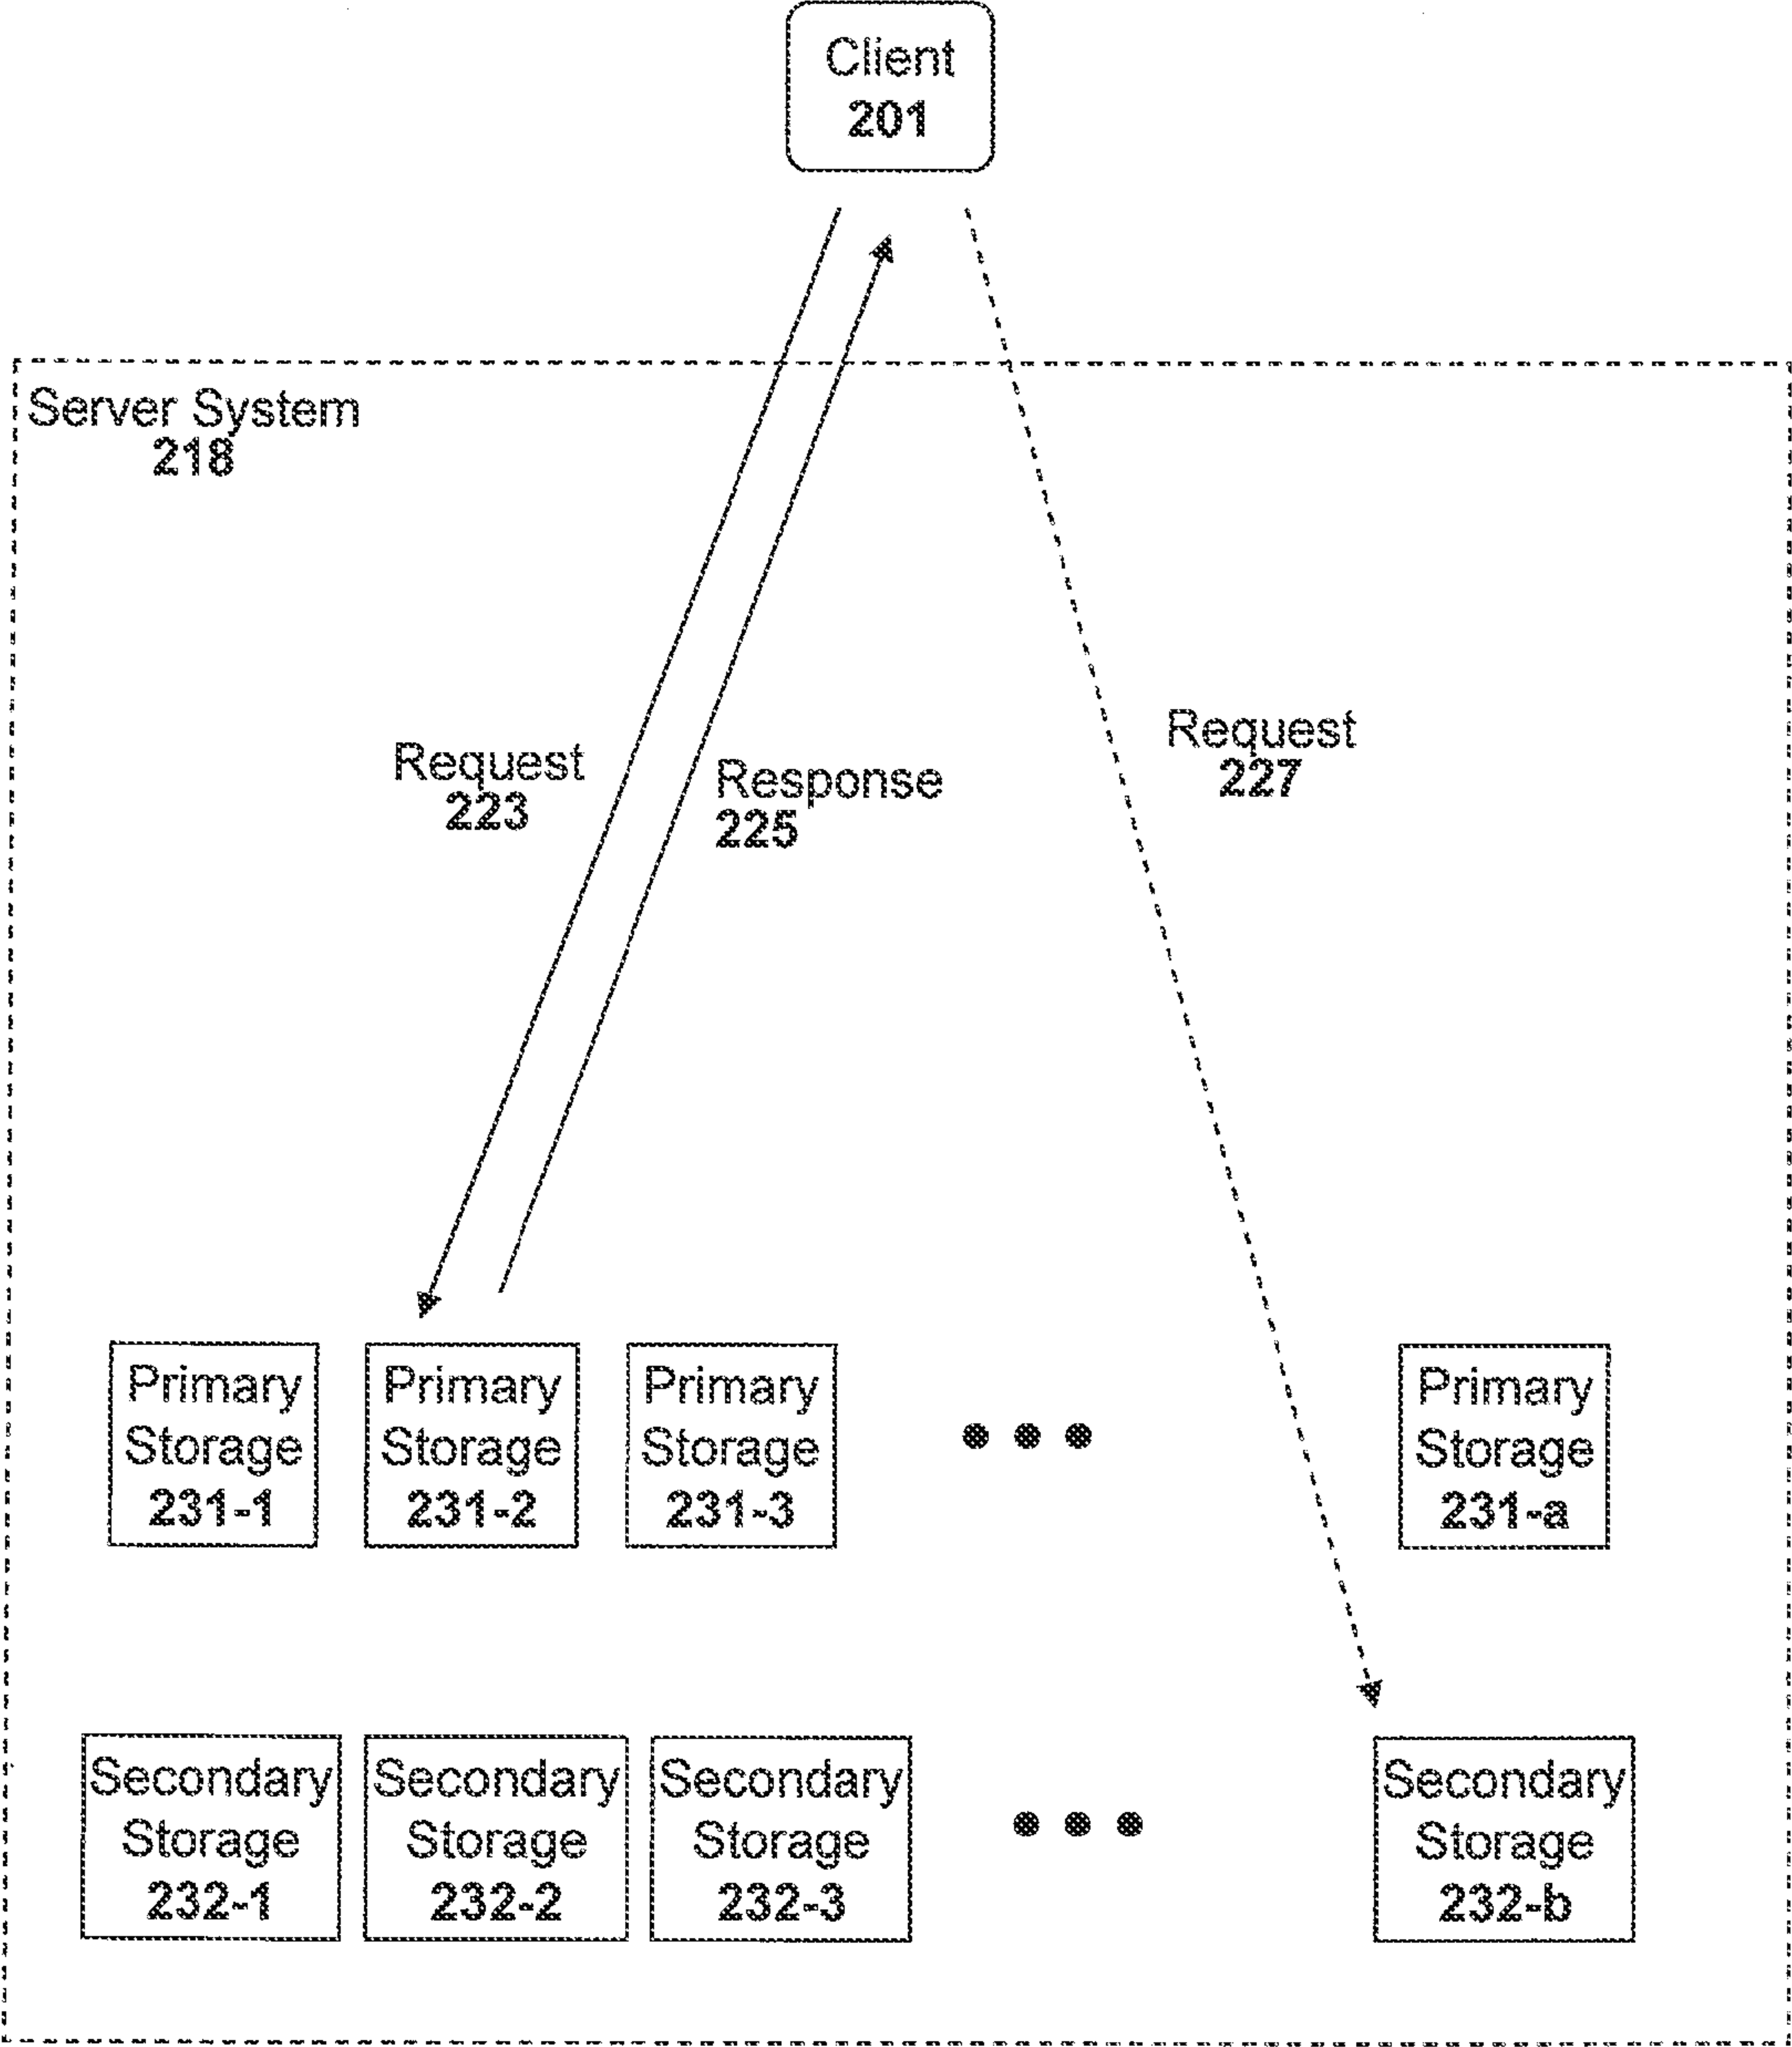 Client
201
Server System
218
Request
223
Response
225
Request
227
Primary
Storage
231-1
Primary
Storage
231-2
Primary
Storage
231-3
Primary
Storage
231-a
Secondary
Storage
232-1
Secondary
Storage
232-2
Secondary
Storage
232-3
Secondary
Storage
232-b